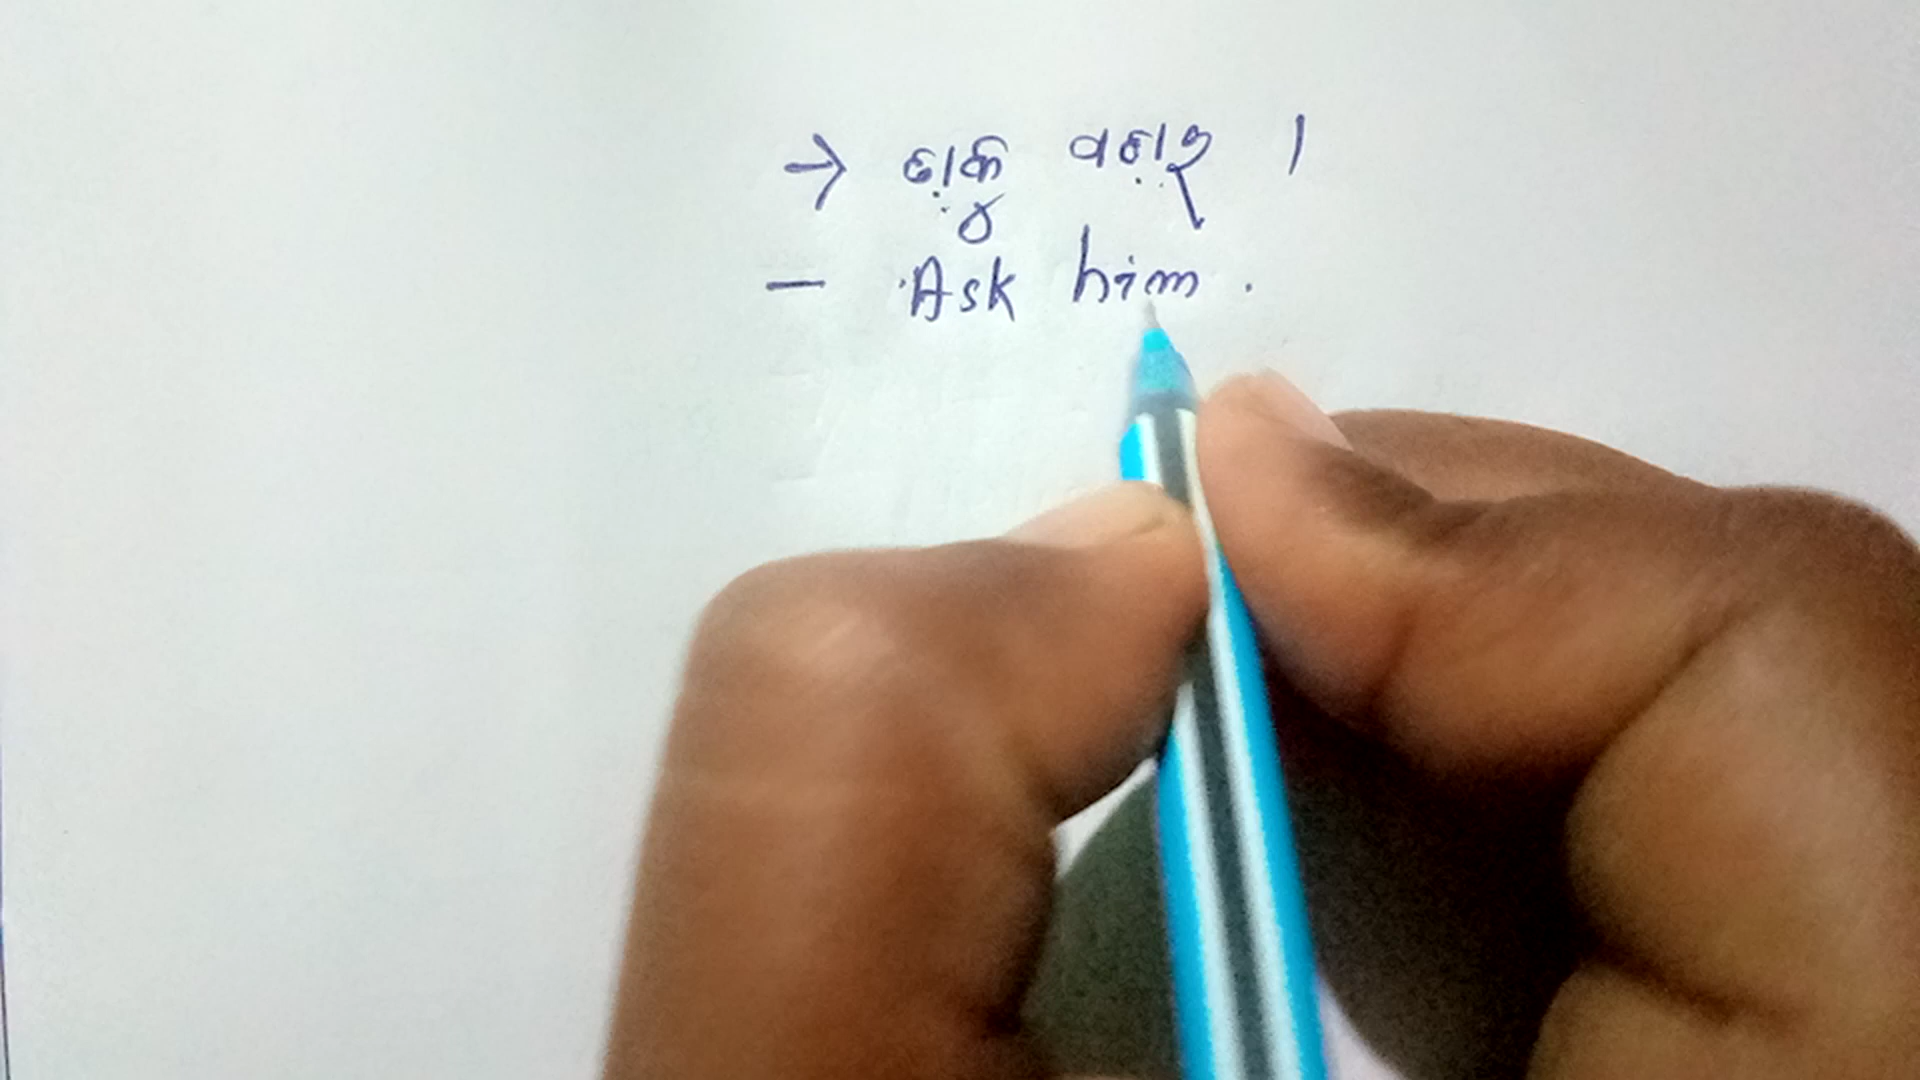 → ତାକୁ ପଚାର ।
— Ask him .